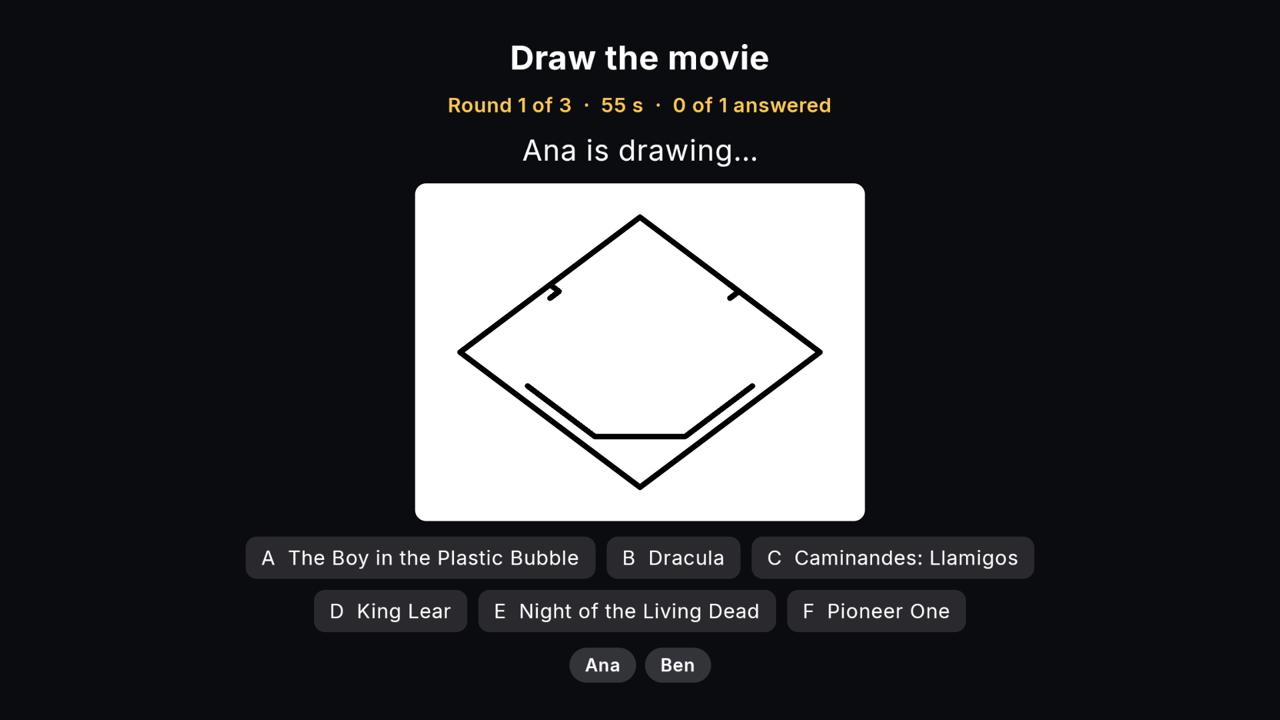 Draw the movie
Round 1 of 3 · 55 s · 0 of 1 answered
Ana is drawing...
A The Boy in the Plastic Bubble B Dracula C Caminandes: Llamigos
D King Lear E Night of the Living Dead F Pioneer One
Ana Ben